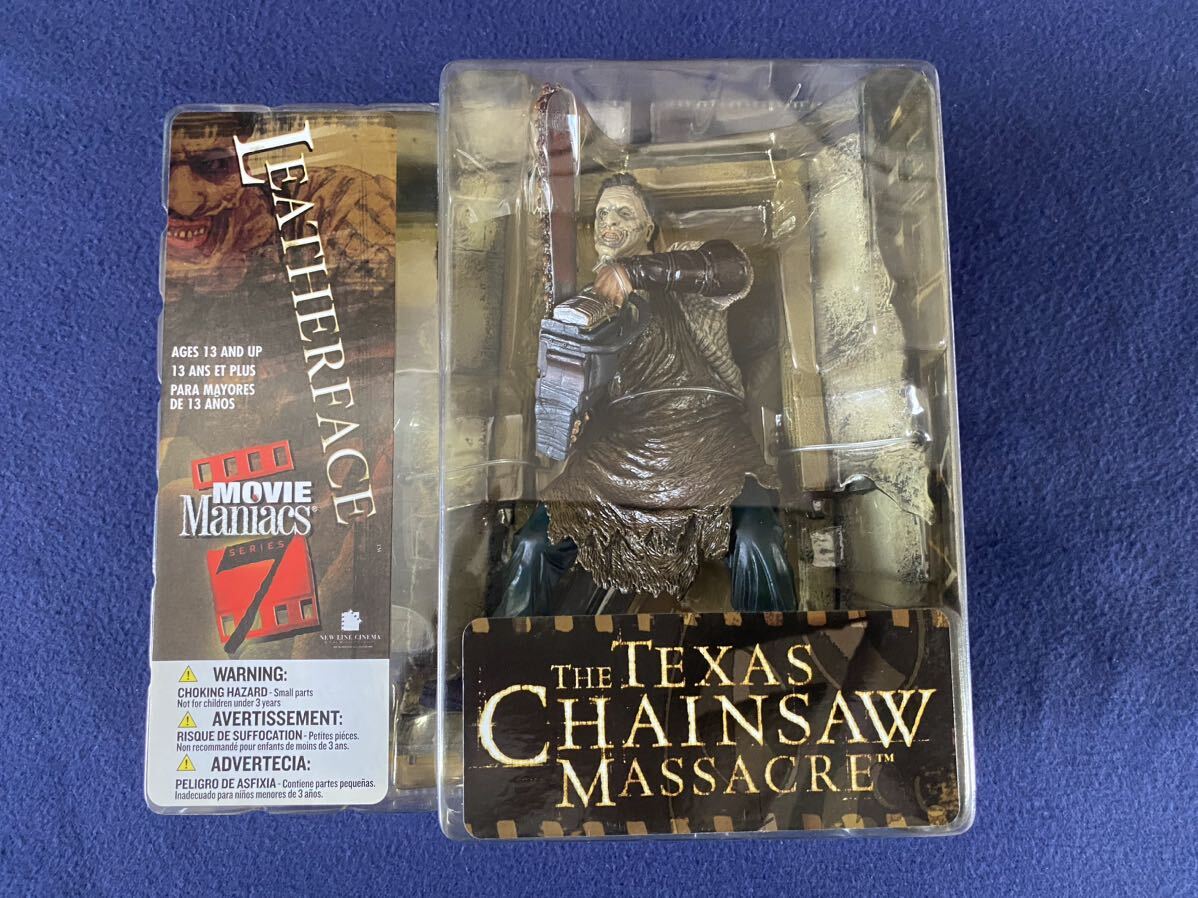 LEATHERFACE
TM
AGES 13 AND UP
13 ANS ET PLUS
PARA MAYORES
DE 13 AÑOS
MOVIE
Maniacs®
SERIES
7
NEW LINE CINEMA
WARNING:
CHOKING HAZARD - Small parts
Not for children under 3 years
AVERTISSEMENT:
RISQUE DE SUFFOCATION - Petites piéces.
Non recommandé pour enfants de moins de 3 ans.
ADVERTECIA:
PELIGRO DE ASFIXIA - Contiene partes pequeñas.
Inadecuado para niños menores de 3 años.
THE TEXAS
CHAINSAW
MASSACRE™